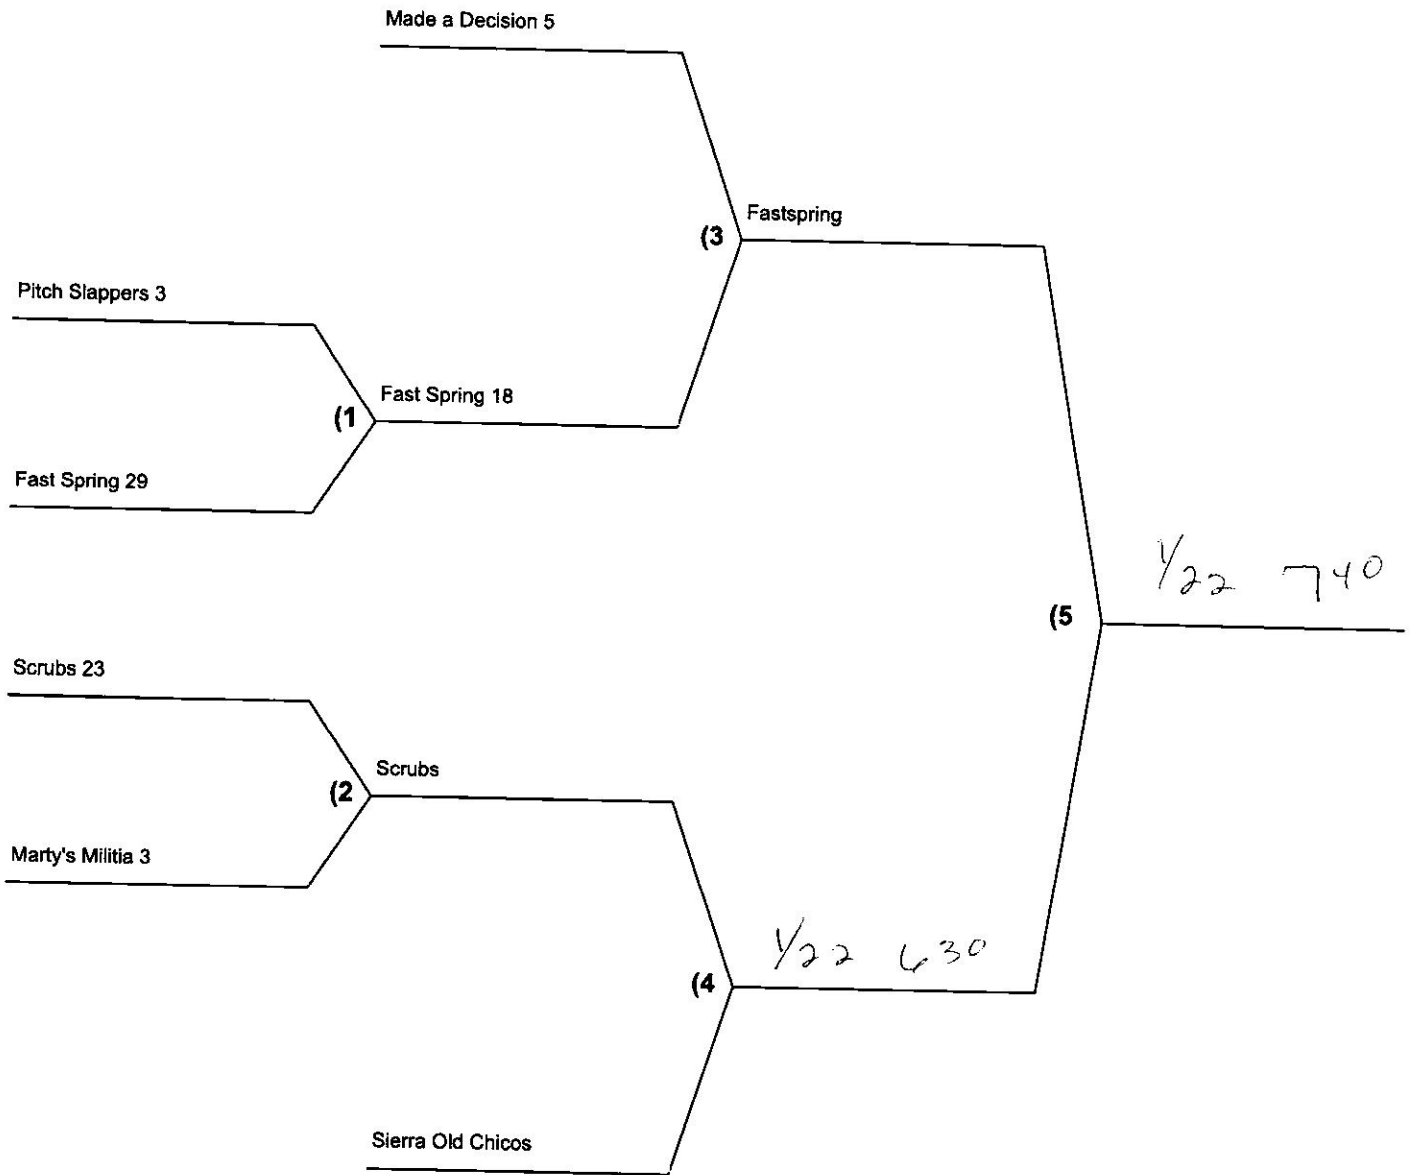 Made a Decision 5
Fastspring
(3
Pitch Slappers 3
Fast Spring 18
(1
Fast Spring 29
1/22 740
(5
Scrubs 23
Scrubs
(2
Marty's Militia 3
1/22 630
(4
Sierra Old Chicos